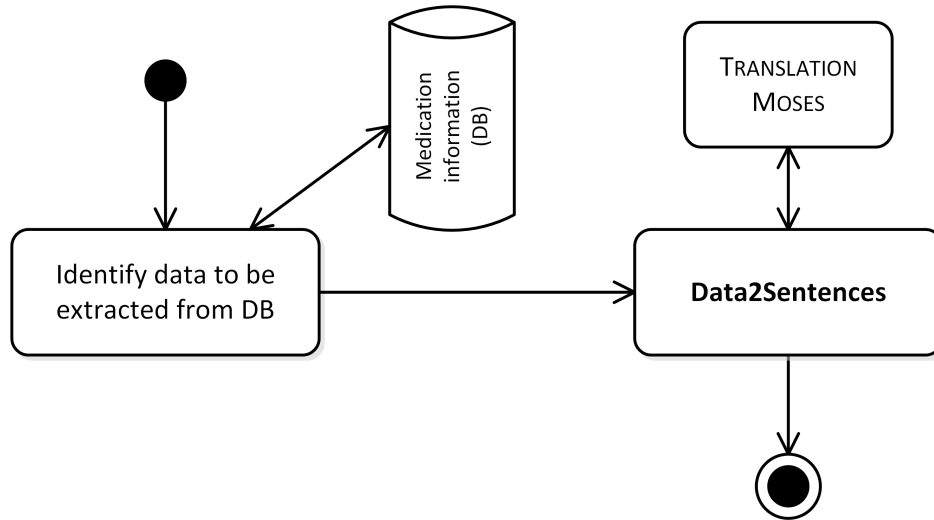 Medication
information
(DB)
TRANSLATION
MOSES
Identify data to be
extracted from DB
Data2Sentences